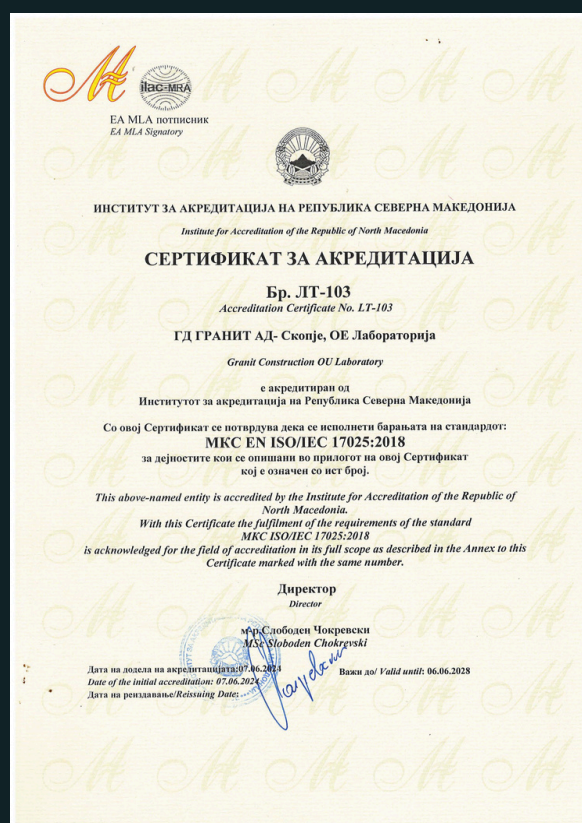 ilac-MRA
ЕА MLA потписник
EA MLA Signatory
ИНСТИТУТ ЗА АКРЕДИТАЦИЈА НА РЕПУБЛИКА СЕВЕРНА МАКЕДОНИЈА
Institute for Accreditation of the Republic of North Macedonia
СЕРТИФИКАТ ЗА АКРЕДИТАЦИЈА
Бр. ЛТ-103
Accreditation Certificate No. LT-103
ГД ГРАНИТ АД- Скопје, ОЕ Лабораторија
Granit Construction OU Laboratory
е акредитиран од
Институтот за акредитација на Република Северна Македонија
Со овој Сертификат се потврдува дека се исполнети барањата на стандардот:
МКС EN ISO/IEC 17025:2018
за дејностите кои се опишани во прилогот на овој Сертификат
кој е означен со ист број.
This above-named entity is accredited by the Institute for Accreditation of the Republic of
North Macedonia.
With this Certificate the fulfilment of the requirements of the standard
МКС ISO/IEC 17025:2018
is acknowledged for the field of accreditation in its full scope as described in the Annex to this
Certificate marked with the same number.
Директор
Director
м-р Слободен Чокревски
MSc Sloboden Chokrevski
Дата на додела на акредитацијата:07.06.2024
Date of the initial accreditation: 07.06.2024
Дата на реиздавање/Reissuing Date:
Важи до/ Valid until: 06.06.2028